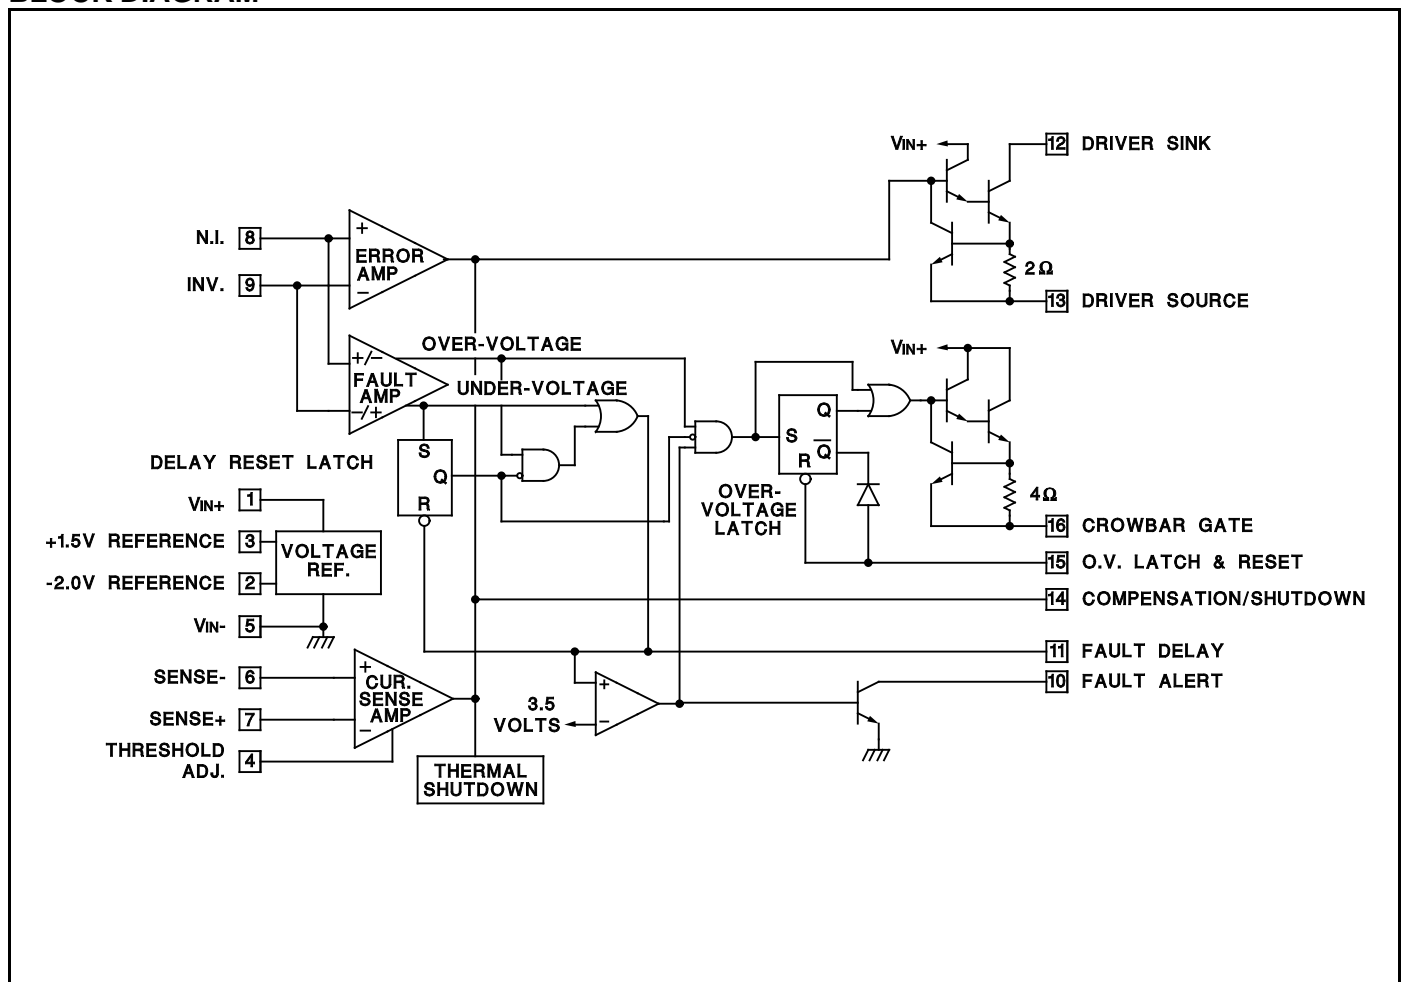 BLOCK DIAGRAM
VIN+
12 DRIVER SINK
N.I. 8
+
ERROR
AMP
−
INV. 9
2Ω
13 DRIVER SOURCE
OVER-VOLTAGE
+/−
FAULT
AMP
−/+
UNDER-VOLTAGE
VIN+
S
Q
R
DELAY RESET LATCH
S
Q
Q
R
OVER-
VOLTAGE
LATCH
4Ω
16 CROWBAR GATE
VIN+ 1
+1.5V REFERENCE 3
-2.0V REFERENCE 2
VOLTAGE
REF.
VIN- 5
15 O.V. LATCH & RESET
14 COMPENSATION/SHUTDOWN
11 FAULT DELAY
10 FAULT ALERT
SENSE- 6
SENSE+ 7
THRESHOLD
ADJ. 4
+
CUR.
SENSE
AMP
−
3.5
VOLTS
+
−
THERMAL
SHUTDOWN